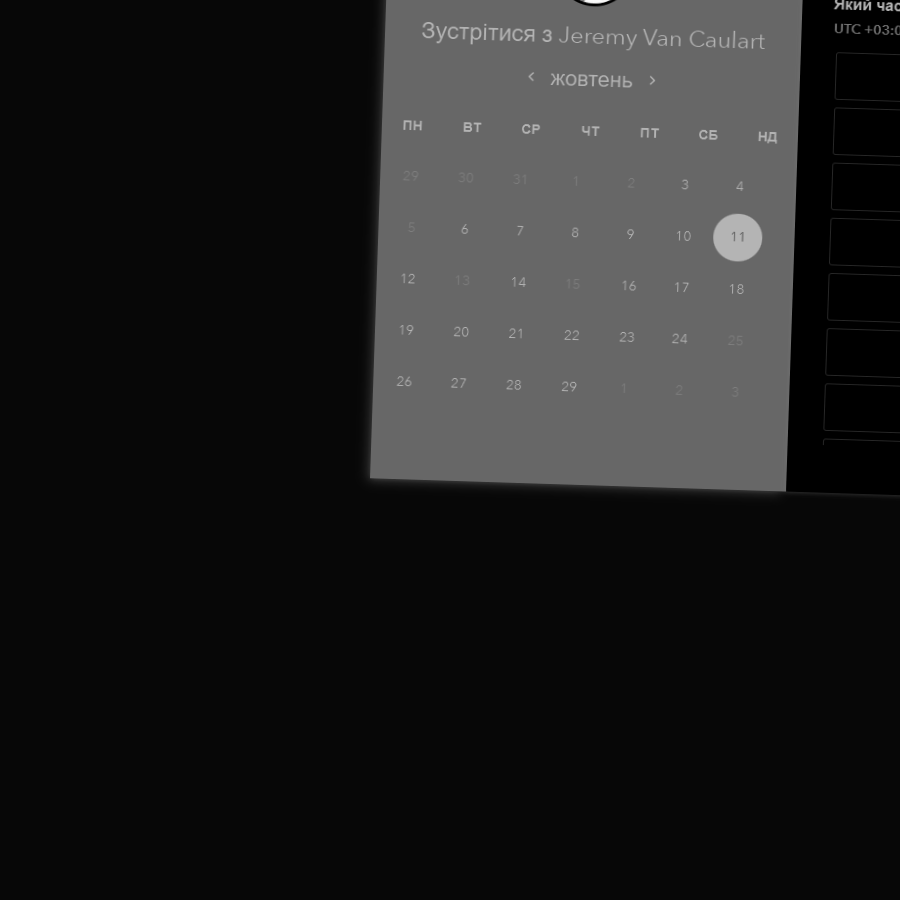 Зустрітися з Jeremy Van Caulart
жовтень
ПН ВТ СР ЧТ ПТ СБ НД
29 30 31 1 2 3 4
5 6 7 8 9 10 11
12 13 14 15 16 17 18
19 20 21 22 23 24 25
26 27 28 29 1 2 3
Який час
UTC +03:0